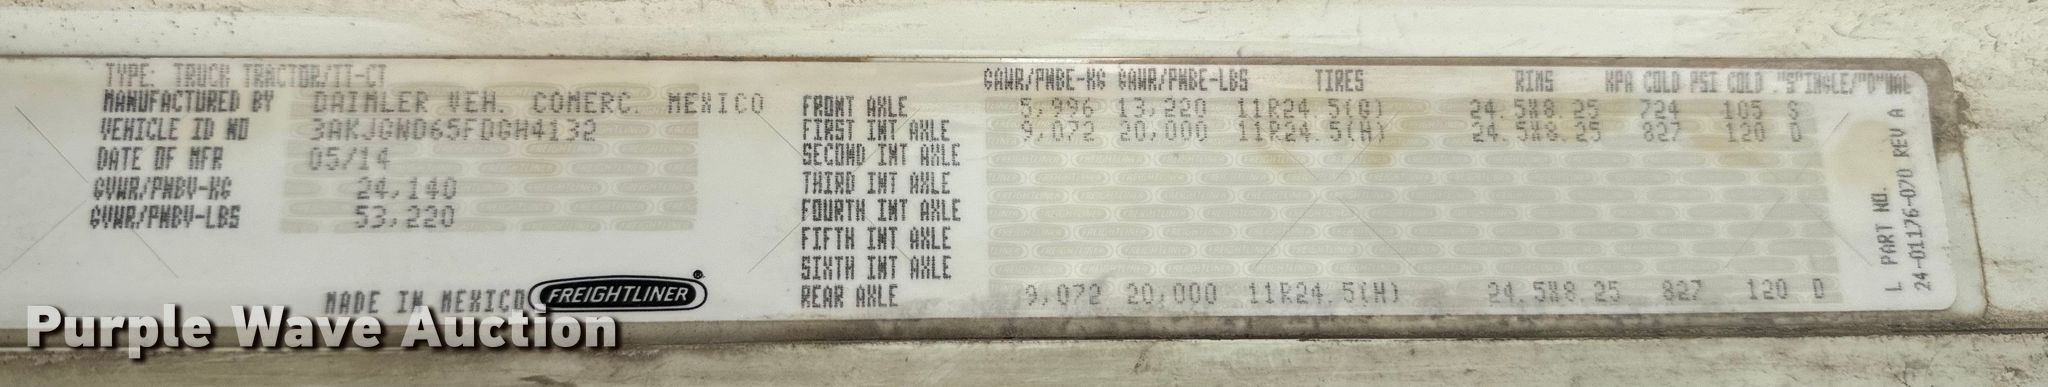 TYPE: TRUCK TRACTOR/TT-CT
MANUFACTURED BY DAIMLER VEH. COMERC. MEXICO
VEHICLE ID NO 3AKJGND65FDGH4132
DATE OF MFR 05/14
GVWR/PNBV-KG 24,140
GVWR/PNBV-LBS 53,220
MADE IN MEXICO
FREIGHTLINER®
GAWR/PNBE-KG GAWR/PNBE-LBS TIRES RIMS KPA COLD PSI COLD "S"INGLE/"D"UAL
FRONT AXLE 5,996 13,220 11R24.5(G) 24.5X8.25 724 105 S
FIRST INT AXLE 9,072 20,000 11R24.5(H) 24.5X8.25 827 120 D
SECOND INT AXLE
THIRD INT AXLE
FOURTH INT AXLE
FIFTH INT AXLE
SIXTH INT AXLE
REAR AXLE 9,072 20,000 11R24.5(H) 24.5X8.25 827 120 D
L PART NO.
24-01176-070 REV A
Purple Wave Auction